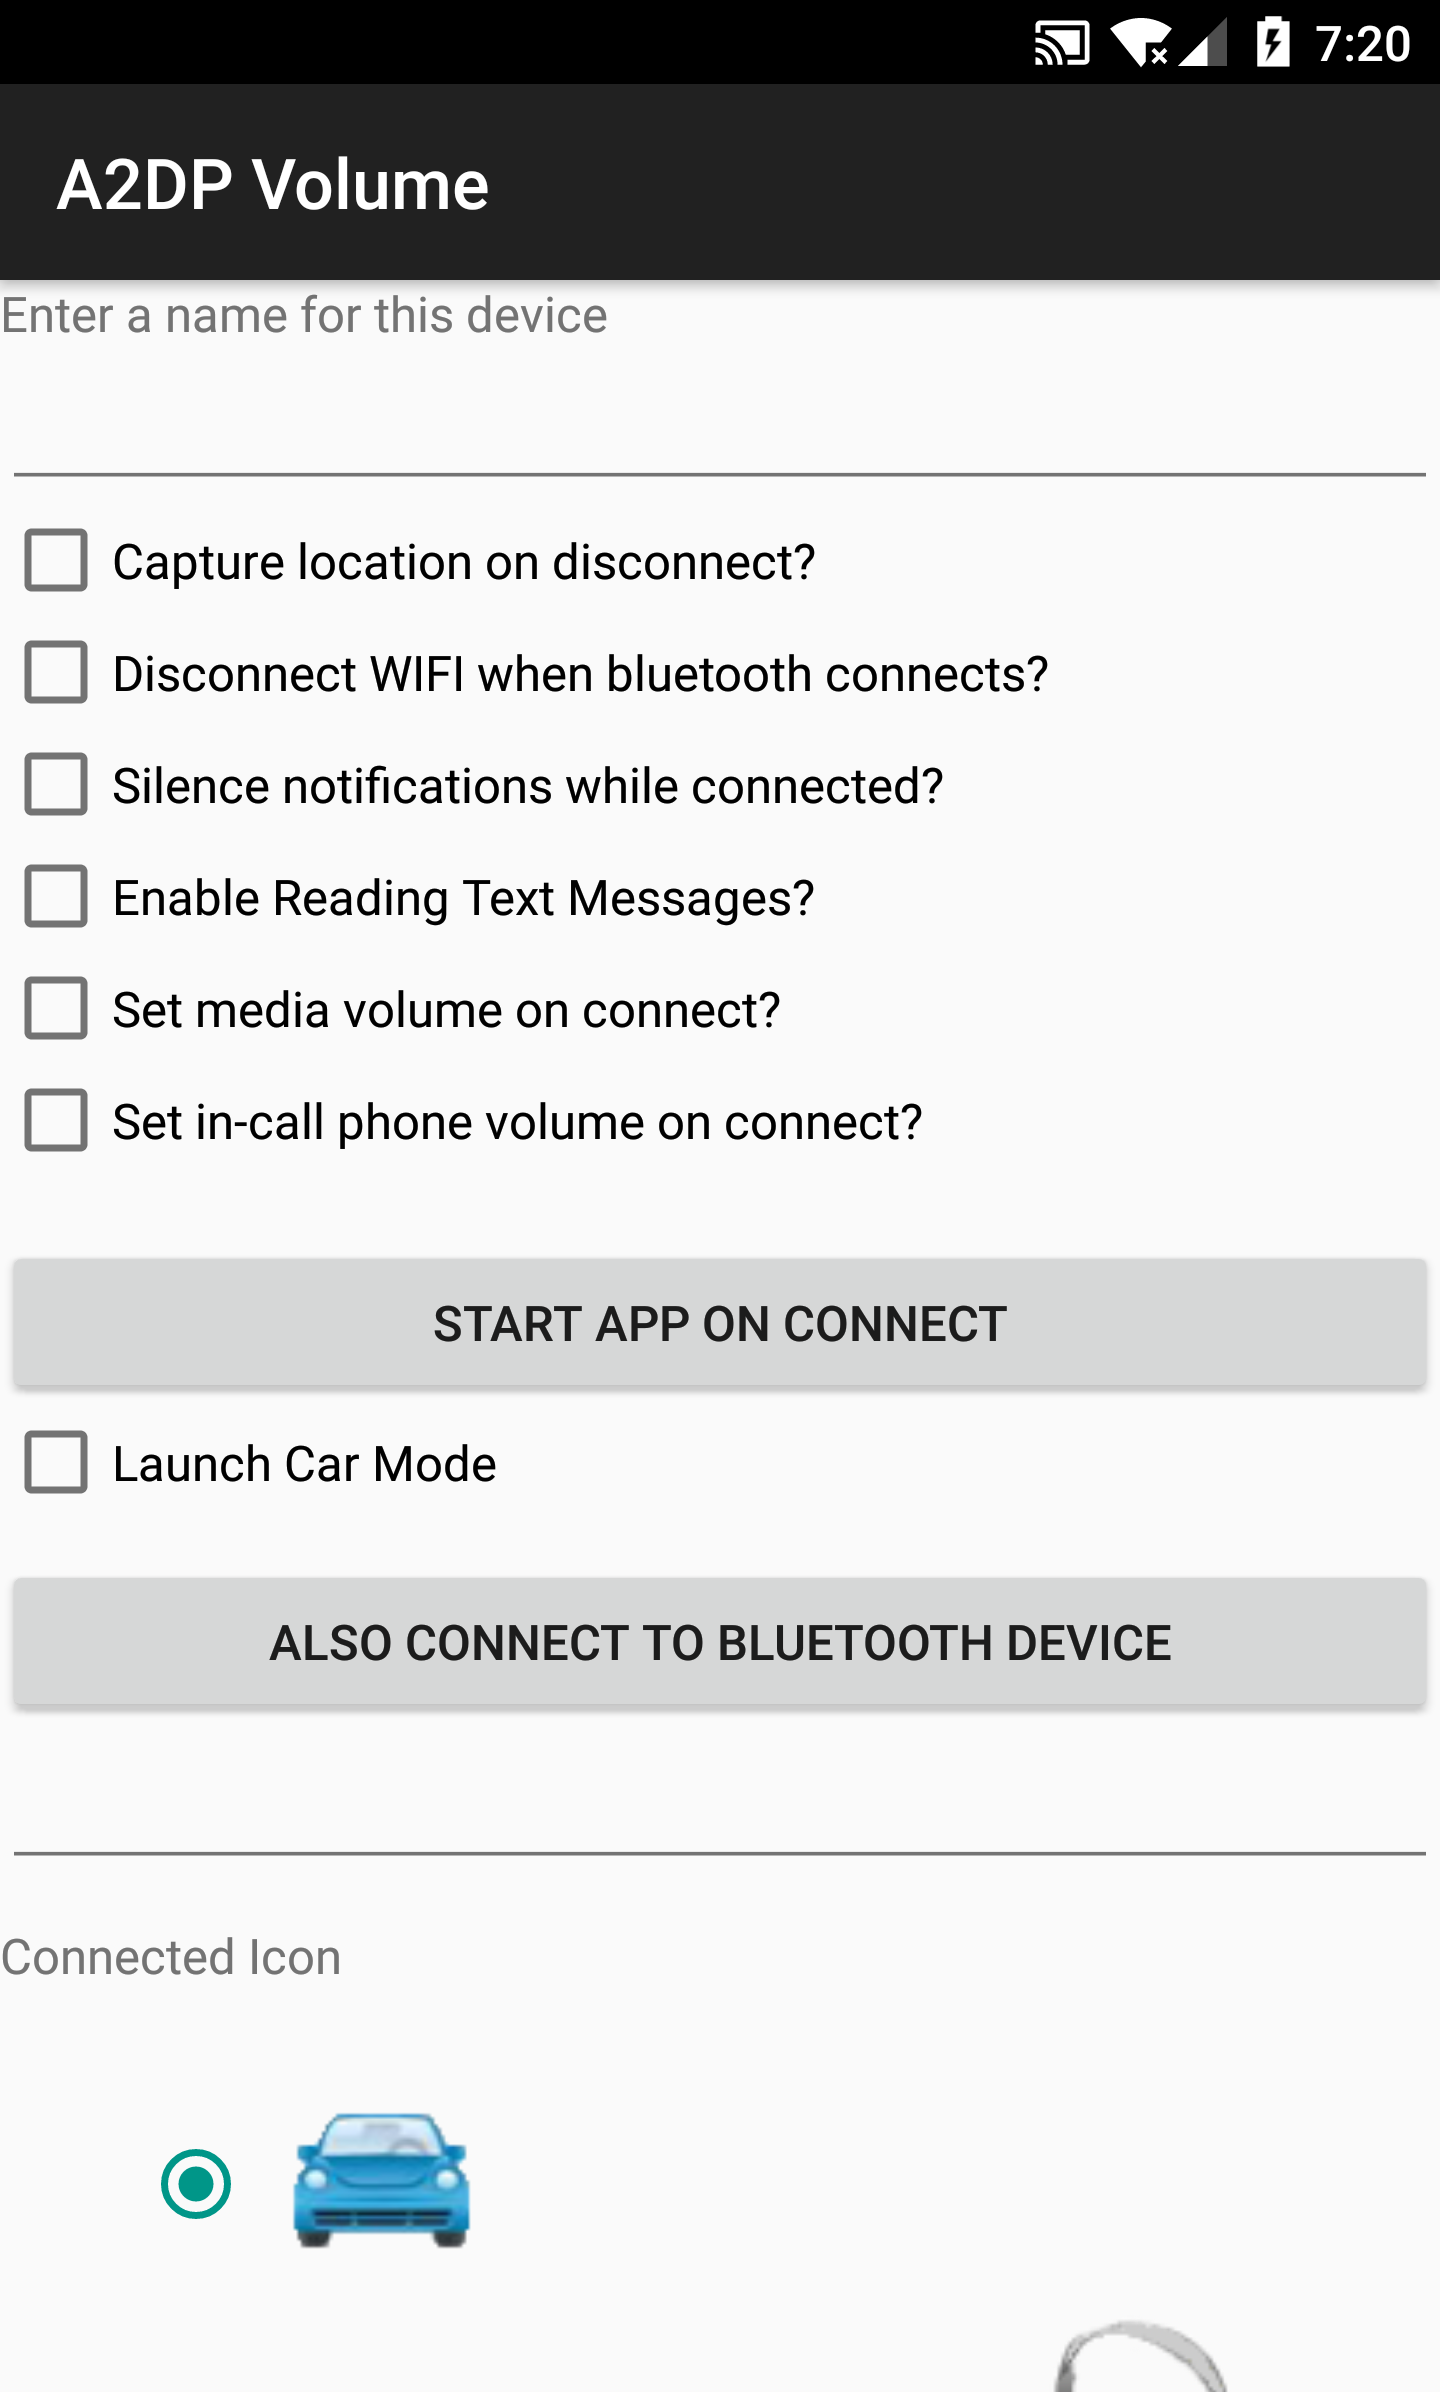 7:20
A2DP Volume
Enter a name for this device
Capture location on disconnect?
Disconnect WIFI when bluetooth connects?
Silence notifications while connected?
Enable Reading Text Messages?
Set media volume on connect?
Set in-call phone volume on connect?
START APP ON CONNECT
Launch Car Mode
ALSO CONNECT TO BLUETOOTH DEVICE
Connected Icon